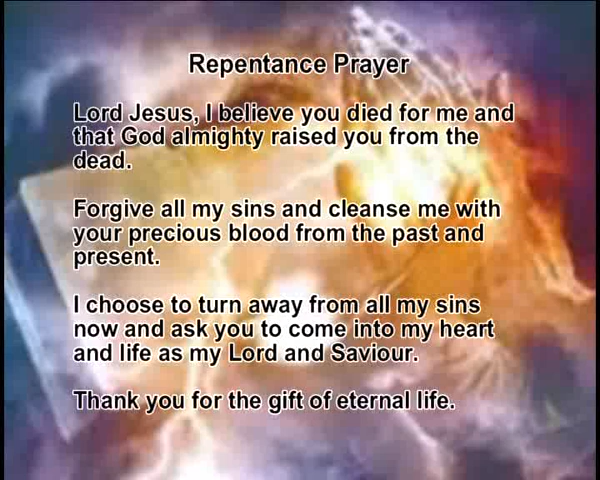 Repentance Prayer
Lord Jesus, I believe you died for me and
that God almighty raised you from the
dead.
Forgive all my sins and cleanse me with
your precious blood from the past and
present.
I choose to turn away from all my sins
now and ask you to come into my heart
and life as my Lord and Saviour.
Thank you for the gift of eternal life.